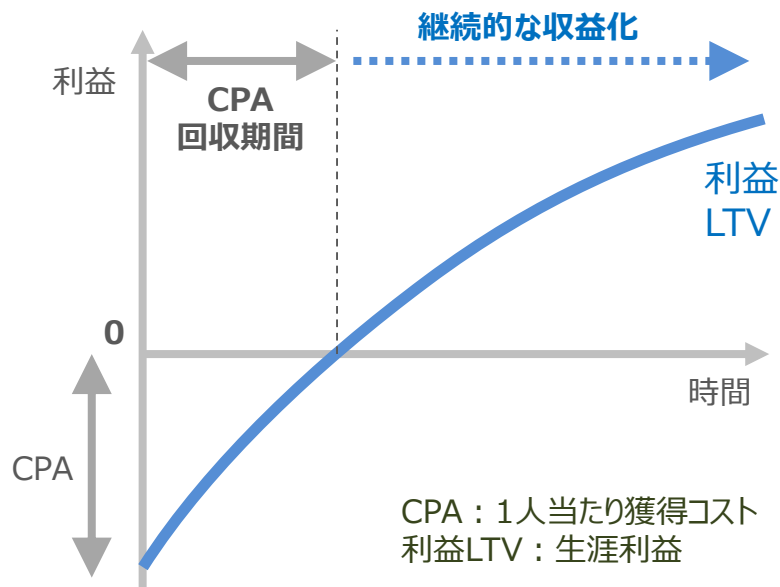 継続的な収益化
利益
CPA
回収期間
利益
LTV
0
時間
CPA
CPA：1人当たり獲得コスト
利益LTV：生涯利益